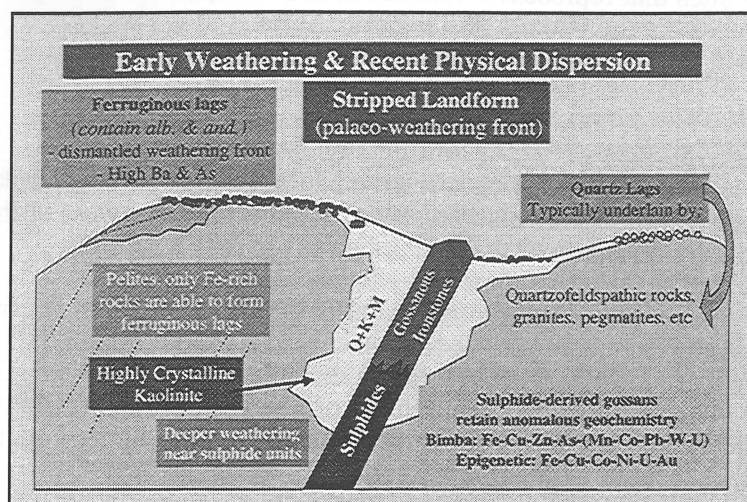 Early Weathering & Recent Physical Dispersion
Ferruginous lags
(contain alb. & and.)
- dismantled weathering front
- High Ba & As
Stripped Landform
(palaeo-weathering front)
Quartz Lags
Typically underlain by;
Pelites, only Fe-rich
rocks are able to form
ferruginous lags
Q+K+M
Gossanous
Ironstones
Quartzofeldspathic rocks,
granites, pegmatites, etc
Highly Crystalline
Kaolinite
Sulphides
Deeper weathering
near sulphide units
Sulphide-derived gossans
retain anomalous geochemistry
Bimba: Fe-Cu-Zn-As-(Mn-Co-Pb-W-U)
Epigenetic: Fe-Cu-Co-Ni-U-Au